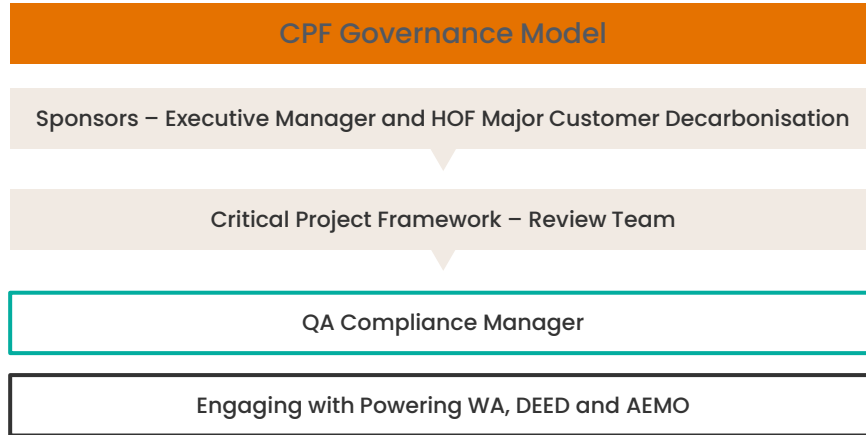 CPF Governance Model
Sponsors – Executive Manager and HOF Major Customer Decarbonisation
Critical Project Framework – Review Team
QA Compliance Manager
Engaging with Powering WA, DEED and AEMO